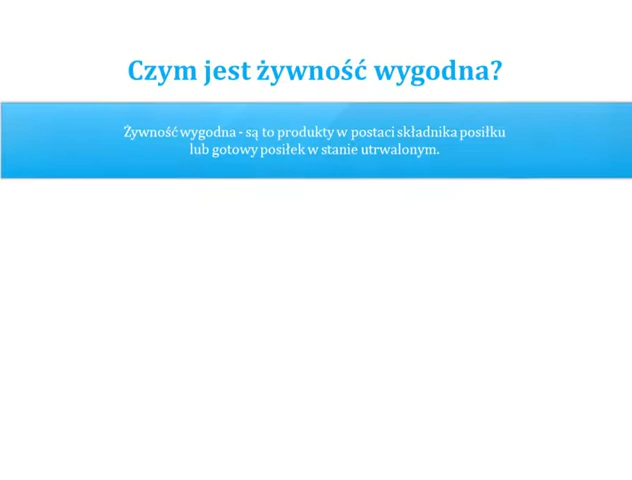 Czym jest żywność wygodna?
Żywność wygodna - są to produkty w postaci składnika posiłku
lub gotowy posiłek w stanie utrwalonym.